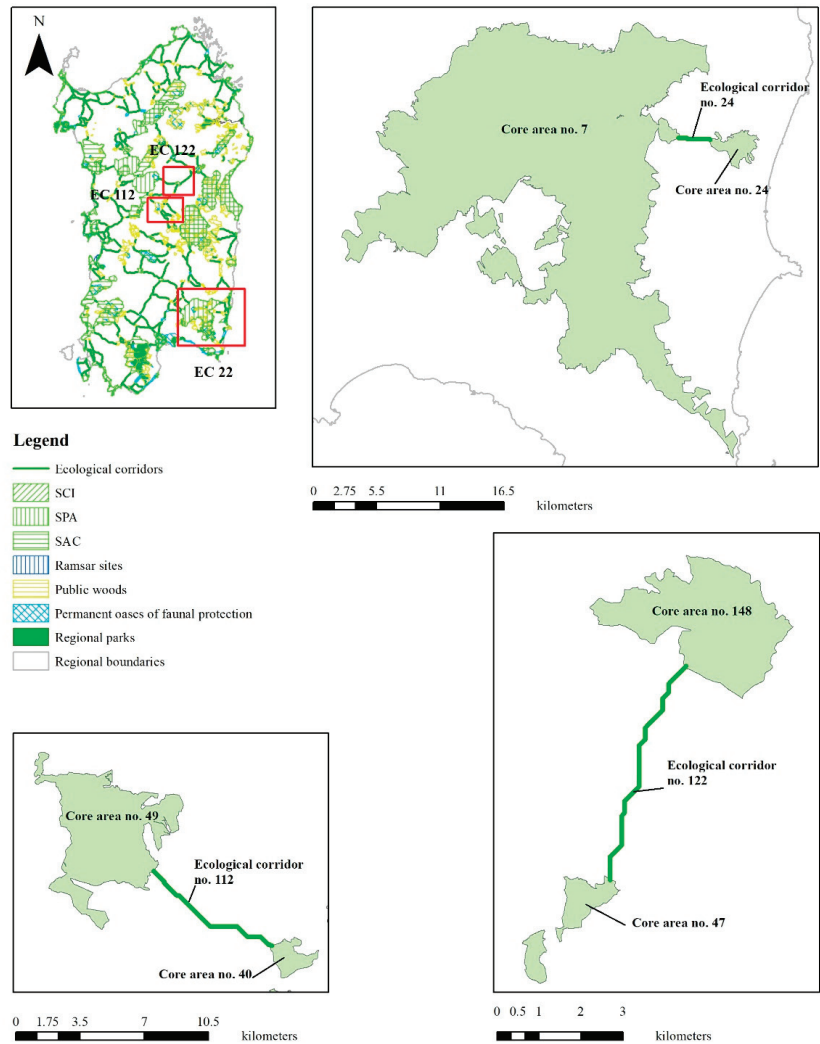 N
EC 122
EC 112
EC 22
Ecological corridor
no. 24
Core area no. 7
Core area no. 24
0 2.75 5.5 11 16.5
kilometers
Legend
Ecological corridors
SCI
SPA
SAC
Ramsar sites
Public woods
Permanent oases of faunal protection
Regional parks
Regional boundaries
Core area no. 148
Ecological corridor
no. 122
Core area no. 47
0 0.5 1 2 3
kilometers
Core area no. 49
Ecological corridor
no. 112
Core area no. 40
0 1.75 3.5 7 10.5
kilometers